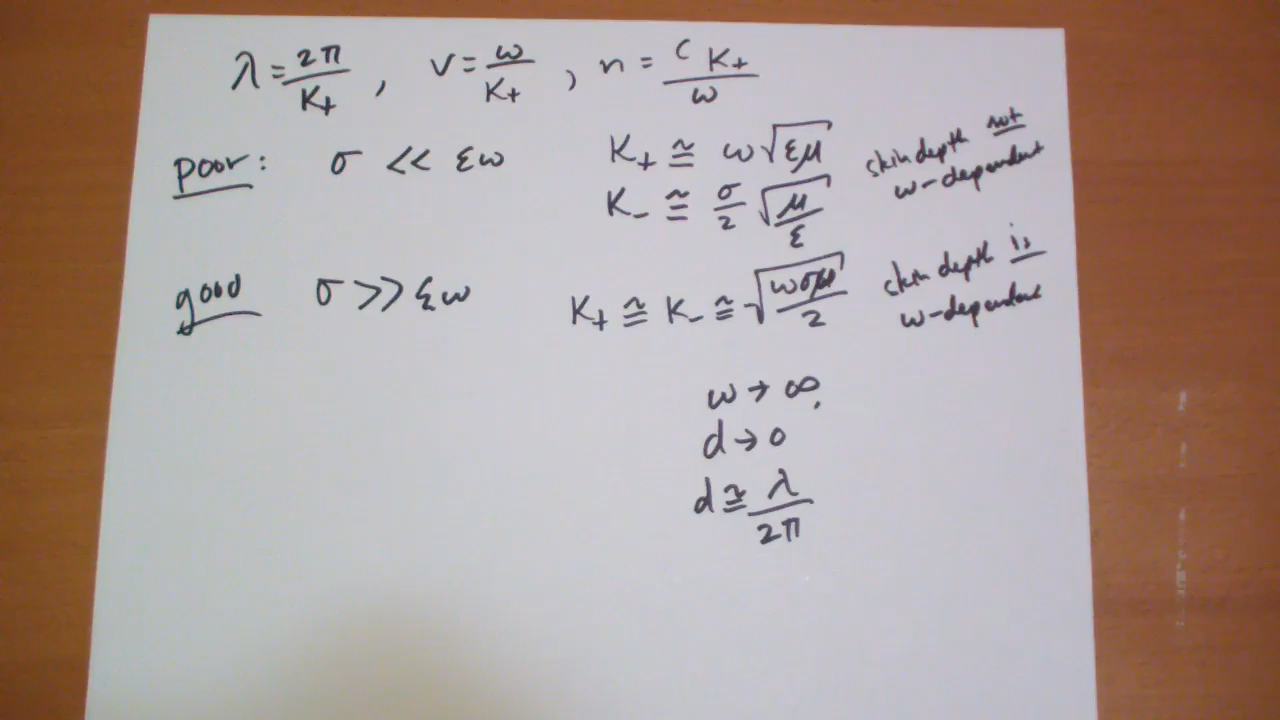 λ = 2π/K₊ , v = ω/K₊ , n = cK₊/ω
poor: σ << εω K₊ ≅ ω√(εμ) skin depth not
ω-dependent
K₋ ≅ σ/2 √(μ/ε)
good σ >> εω K₊ ≅ K₋ ≅ √(ωσμ/2) skin depth is
ω-dependent
ω → ∞
d → 0
d ≅ λ/2π